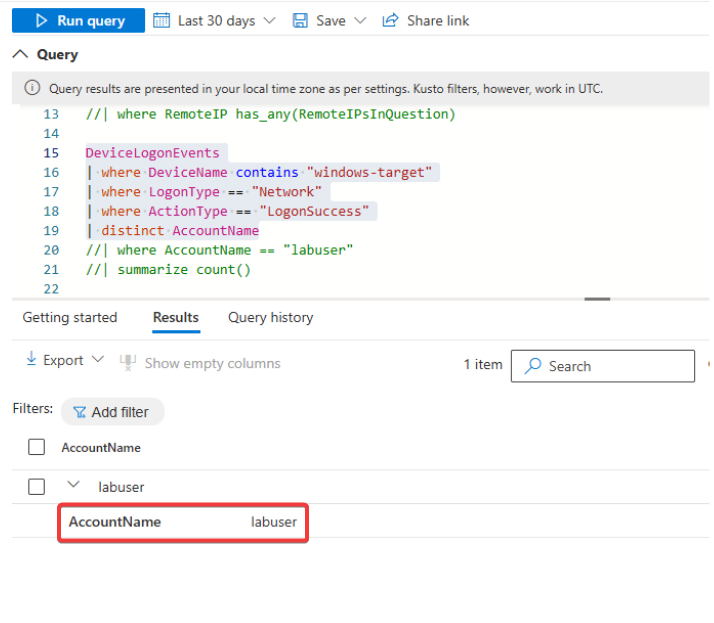 Run query Last 30 days Save Share link
Query
Query results are presented in your local time zone as per settings. Kusto filters, however, work in UTC.
13 //| where RemoteIP has_any(RemoteIPsInQuestion)
14
15 DeviceLogonEvents
16 | where DeviceName contains "windows-target"
17 | where LogonType == "Network"
18 | where ActionType == "LogonSuccess"
19 | distinct AccountName
20 //| where AccountName == "labuser"
21 //| summarize count()
22
Getting started Results Query history
Export Show empty columns 1 item Search
Filters: Add filter
AccountName
labuser
AccountName labuser